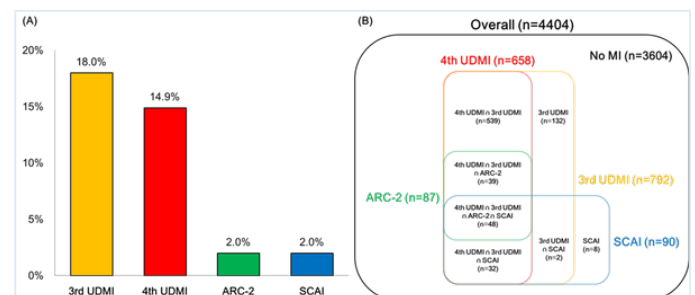 (A)
20%
15%
10%
5%
0%
18.0%
14.9%
2.0%
2.0%
3rd UDMI
4th UDMI
ARC-2
SCAI
(B)
Overall (n=4404)
No MI (n=3604)
4th UDMI (n=658)
4th UDMI ∩ 3rd UDMI
(n=539)
3rd UDMI
(n=132)
4th UDMI ∩ 3rd UDMI
∩ ARC-2
(n=39)
3rd UDMI (n=792)
ARC-2 (n=87)
4th UDMI ∩ 3rd UDMI
∩ ARC-2 ∩ SCAI
(n=48)
4th UDMI ∩ 3rd UDMI
∩ SCAI
(n=32)
3rd UDMI
∩ SCAI
(n=2)
SCAI
(n=8)
SCAI (n=90)